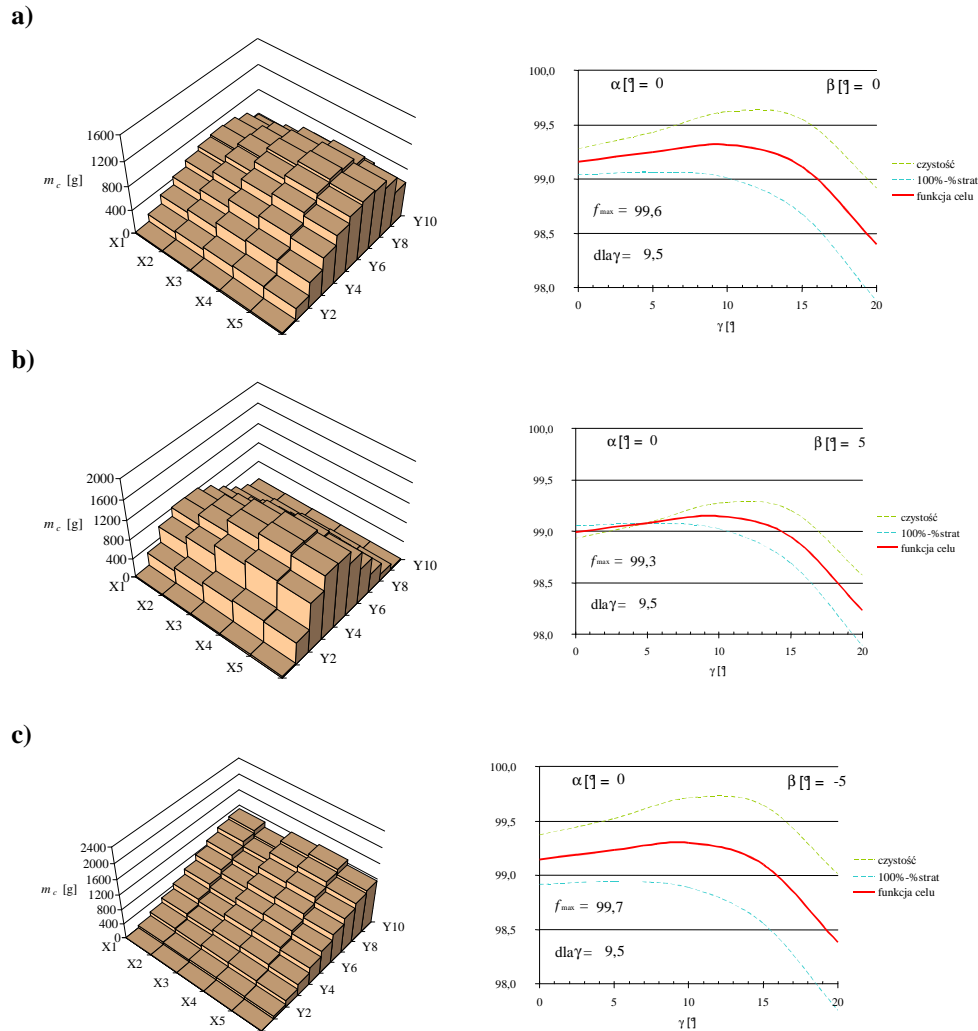 a)
1600
1200
800
400
0
m c [g]
X1
X2
X3
X4
X5
Y2
Y4
Y6
Y8
Y10
100,0
99,5
99,0
98,5
98,0
α [°] = 0
β [°] = 0
f max = 99,6
dla γ = 9,5
0 5 10 15 20
γ [°]
czystość
100%-%strat
funkcja celu
b)
2000
1600
1200
800
400
0
m c [g]
X1
X2
X3
X4
X5
Y2
Y4
Y6
Y8
Y10
100,0
99,5
99,0
98,5
98,0
α [°] = 0
β [°] = 5
f max = 99,3
dla γ = 9,5
0 5 10 15 20
γ [°]
czystość
100%-%strat
funkcja celu
c)
2400
2000
1600
1200
800
400
0
m c [g]
X1
X2
X3
X4
X5
Y2
Y4
Y6
Y8
Y10
100,0
99,5
99,0
98,5
98,0
α [°] = 0
β [°] = -5
f max = 99,7
dla γ = 9,5
0 5 10 15 20
γ [°]
czystość
100%-%strat
funkcja celu